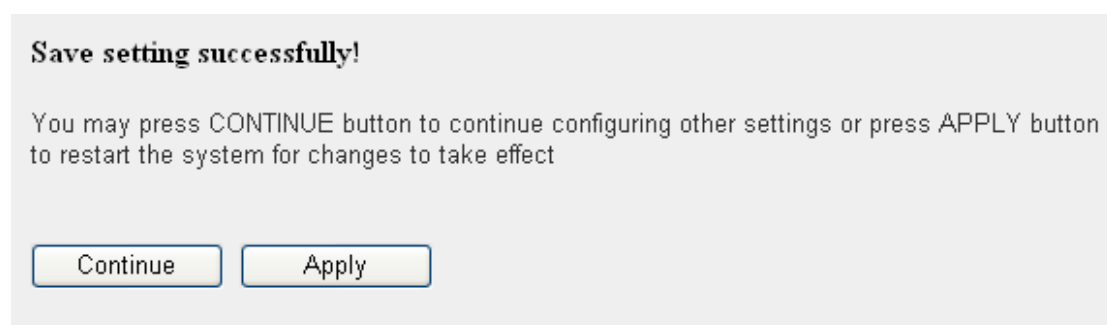 Save setting successfully!
You may press CONTINUE button to continue configuring other settings or press APPLY button
to restart the system for changes to take effect
Continue Apply